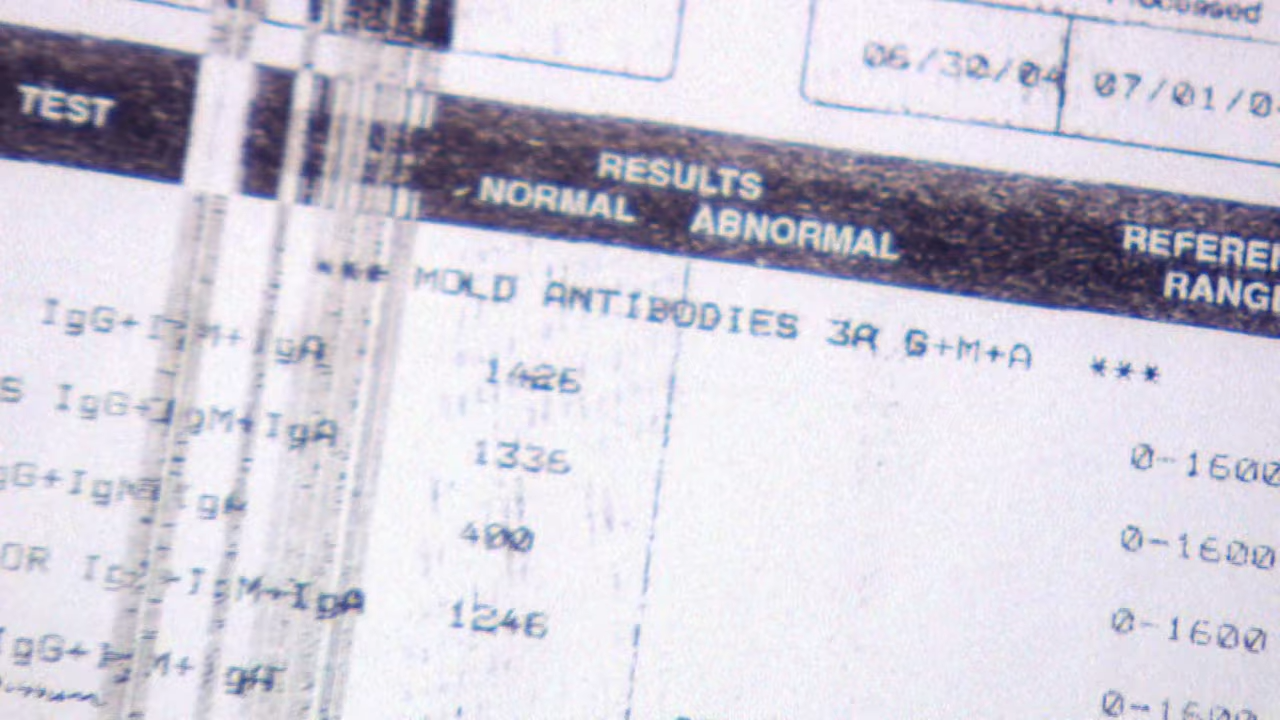 06/30/04 07/01/0
TEST
RESULTS
NORMAL ABNORMAL
REFEREN
RANGE
*** MOLD ANTIBODIES 3A G+M+A ***
IgG+IgM+IgA 1426 0-1600
S IgG+IgM+IgA 1336 0-1600
gG+IgM+IgA 400 0-1600
OR IgG+IgM+IgA 1246 0-1600
IgG+IgM+IgA